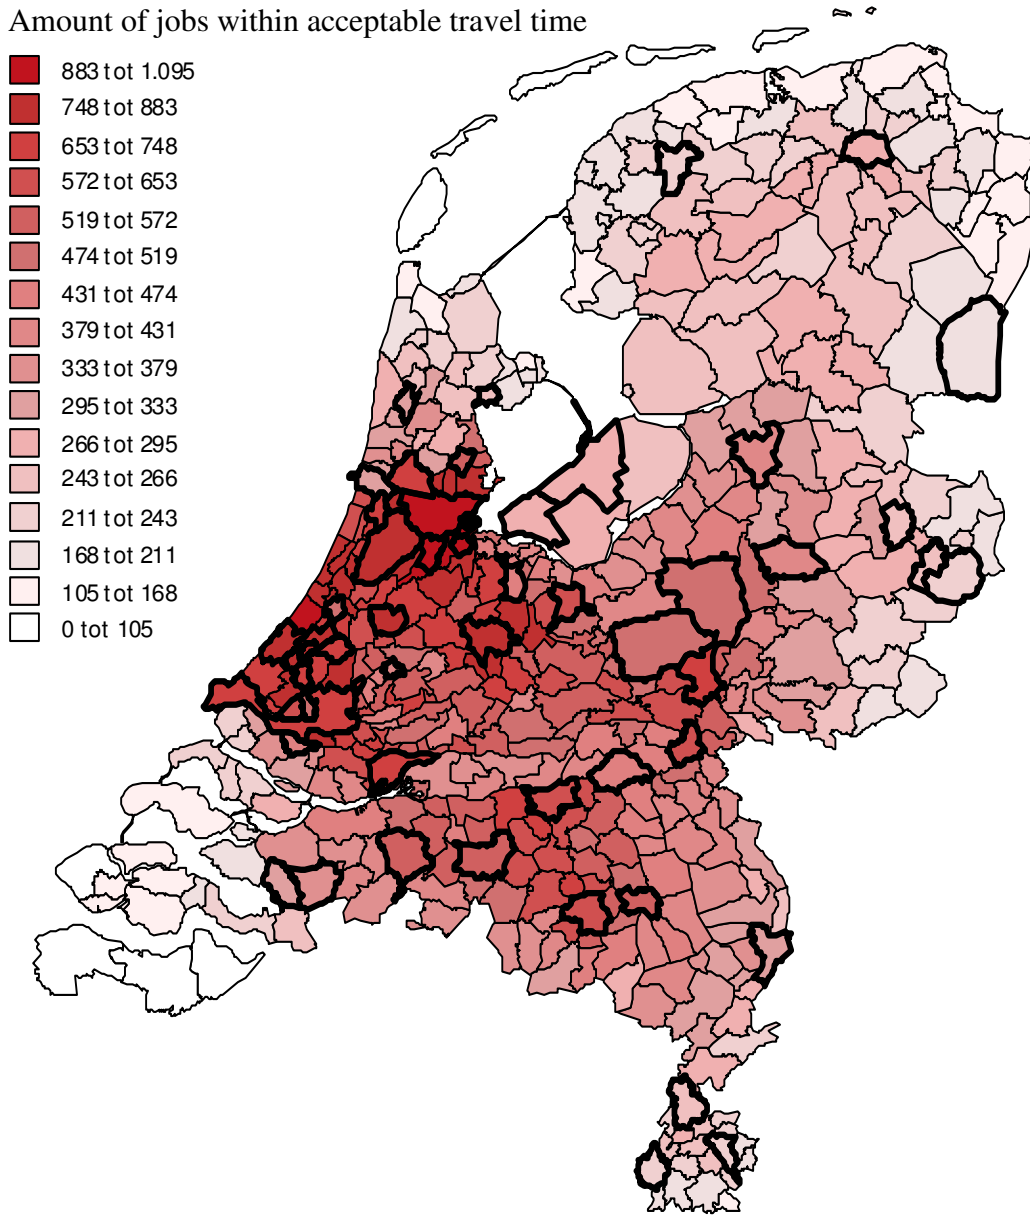 Amount of jobs within acceptable travel time
883 tot 1.095
748 tot 883
653 tot 748
572 tot 653
519 tot 572
474 tot 519
431 tot 474
379 tot 431
333 tot 379
295 tot 333
266 tot 295
243 tot 266
211 tot 243
168 tot 211
105 tot 168
0 tot 105